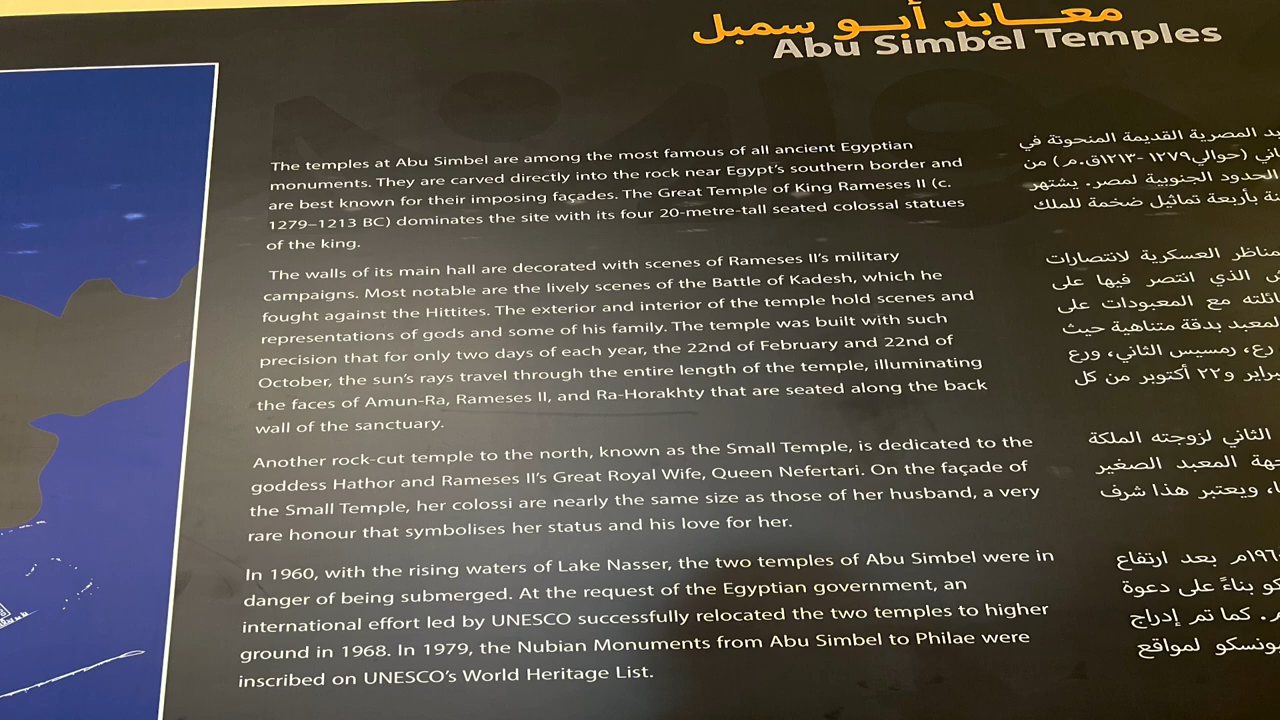 معابد أبو سمبل
Abu Simbel Temples
The temples at Abu Simbel are among the most famous of all ancient Egyptian
monuments. They are carved directly into the rock near Egypt's southern border and
are best known for their imposing façades. The Great Temple of King Rameses II (c.
1279–1213 BC) dominates the site with its four 20-metre-tall seated colossal statues
of the king.
The walls of its main hall are decorated with scenes of Rameses II's military
campaigns. Most notable are the lively scenes of the Battle of Kadesh, which he
fought against the Hittites. The exterior and interior of the temple hold scenes and
representations of gods and some of his family. The temple was built with such
precision that for only two days of each year, the 22nd of February and 22nd of
October, the sun's rays travel through the entire length of the temple, illuminating
the faces of Amun-Ra, Rameses II, and Ra-Horakhty that are seated along the back
wall of the sanctuary.
Another rock-cut temple to the north, known as the Small Temple, is dedicated to the
goddess Hathor and Rameses II's Great Royal Wife, Queen Nefertari. On the façade of
the Small Temple, her colossi are nearly the same size as those of her husband, a very
rare honour that symbolises her status and his love for her.
In 1960, with the rising waters of Lake Nasser, the two temples of Abu Simbel were in
danger of being submerged. At the request of the Egyptian government, an
international effort led by UNESCO successfully relocated the two temples to higher
ground in 1968. In 1979, the Nubian Monuments from Abu Simbel to Philae were
inscribed on UNESCO's World Heritage List.
المصرية القديمة المنحوتة في
(حوالي ١٢٧٩ -١٢١٣ق.م) من
الحدود الجنوبية لمصر. يشتهر
بأربعة تماثيل ضخمة للملك
العسكرية لانتصارات
الذي انتصر فيها على
مع المعبودات على
بدقة متناهية حيث
رع، رمسيس الثاني، ورع
و٢٢ أكتوبر من كل
الثاني لزوجته الملكة
المعبد الصغير
ويعتبر هذا شرف
بعد ارتفاع
بناءً على دعوة
كما تم إدراج
لمواقع